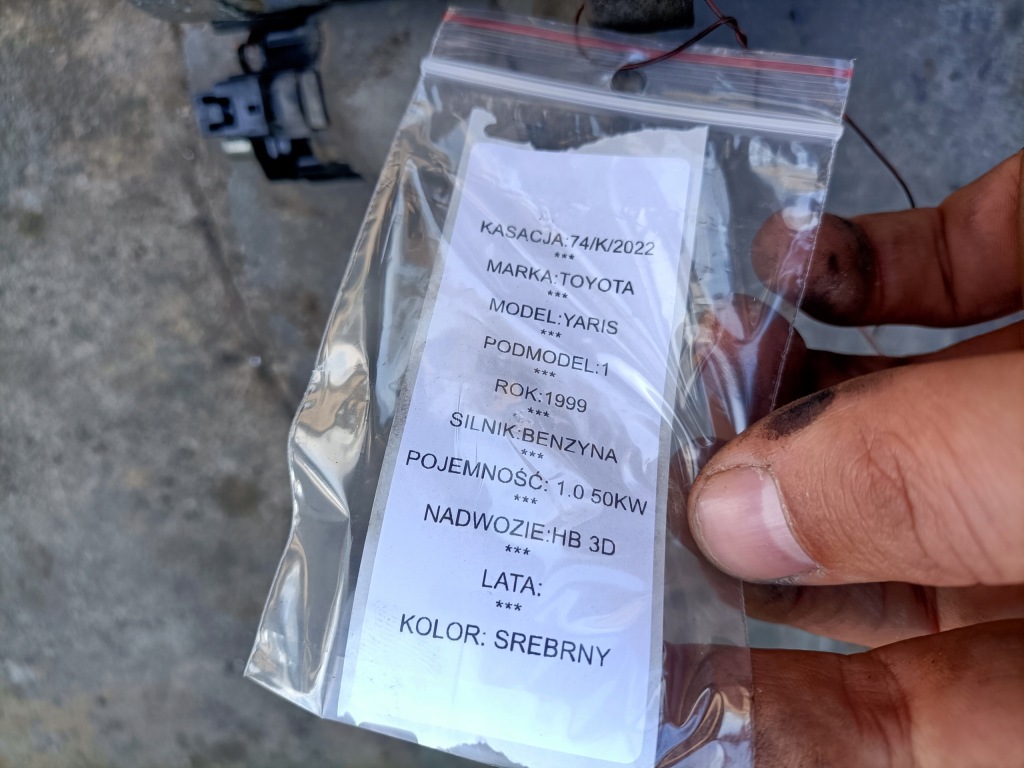 KASACJA:74/K/2022
***
MARKA:TOYOTA
***
MODEL:YARIS
***
PODMODEL:1
***
ROK:1999
***
SILNIK:BENZYNA
***
POJEMNOŚĆ: 1.0 50KW
***
NADWOZIE:HB 3D
***
LATA:
***
KOLOR: SREBRNY